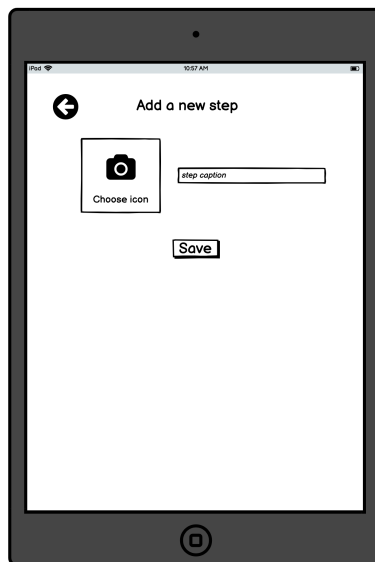 iPod
10:57 AM
Add a new step
Choose icon
step caption
Save